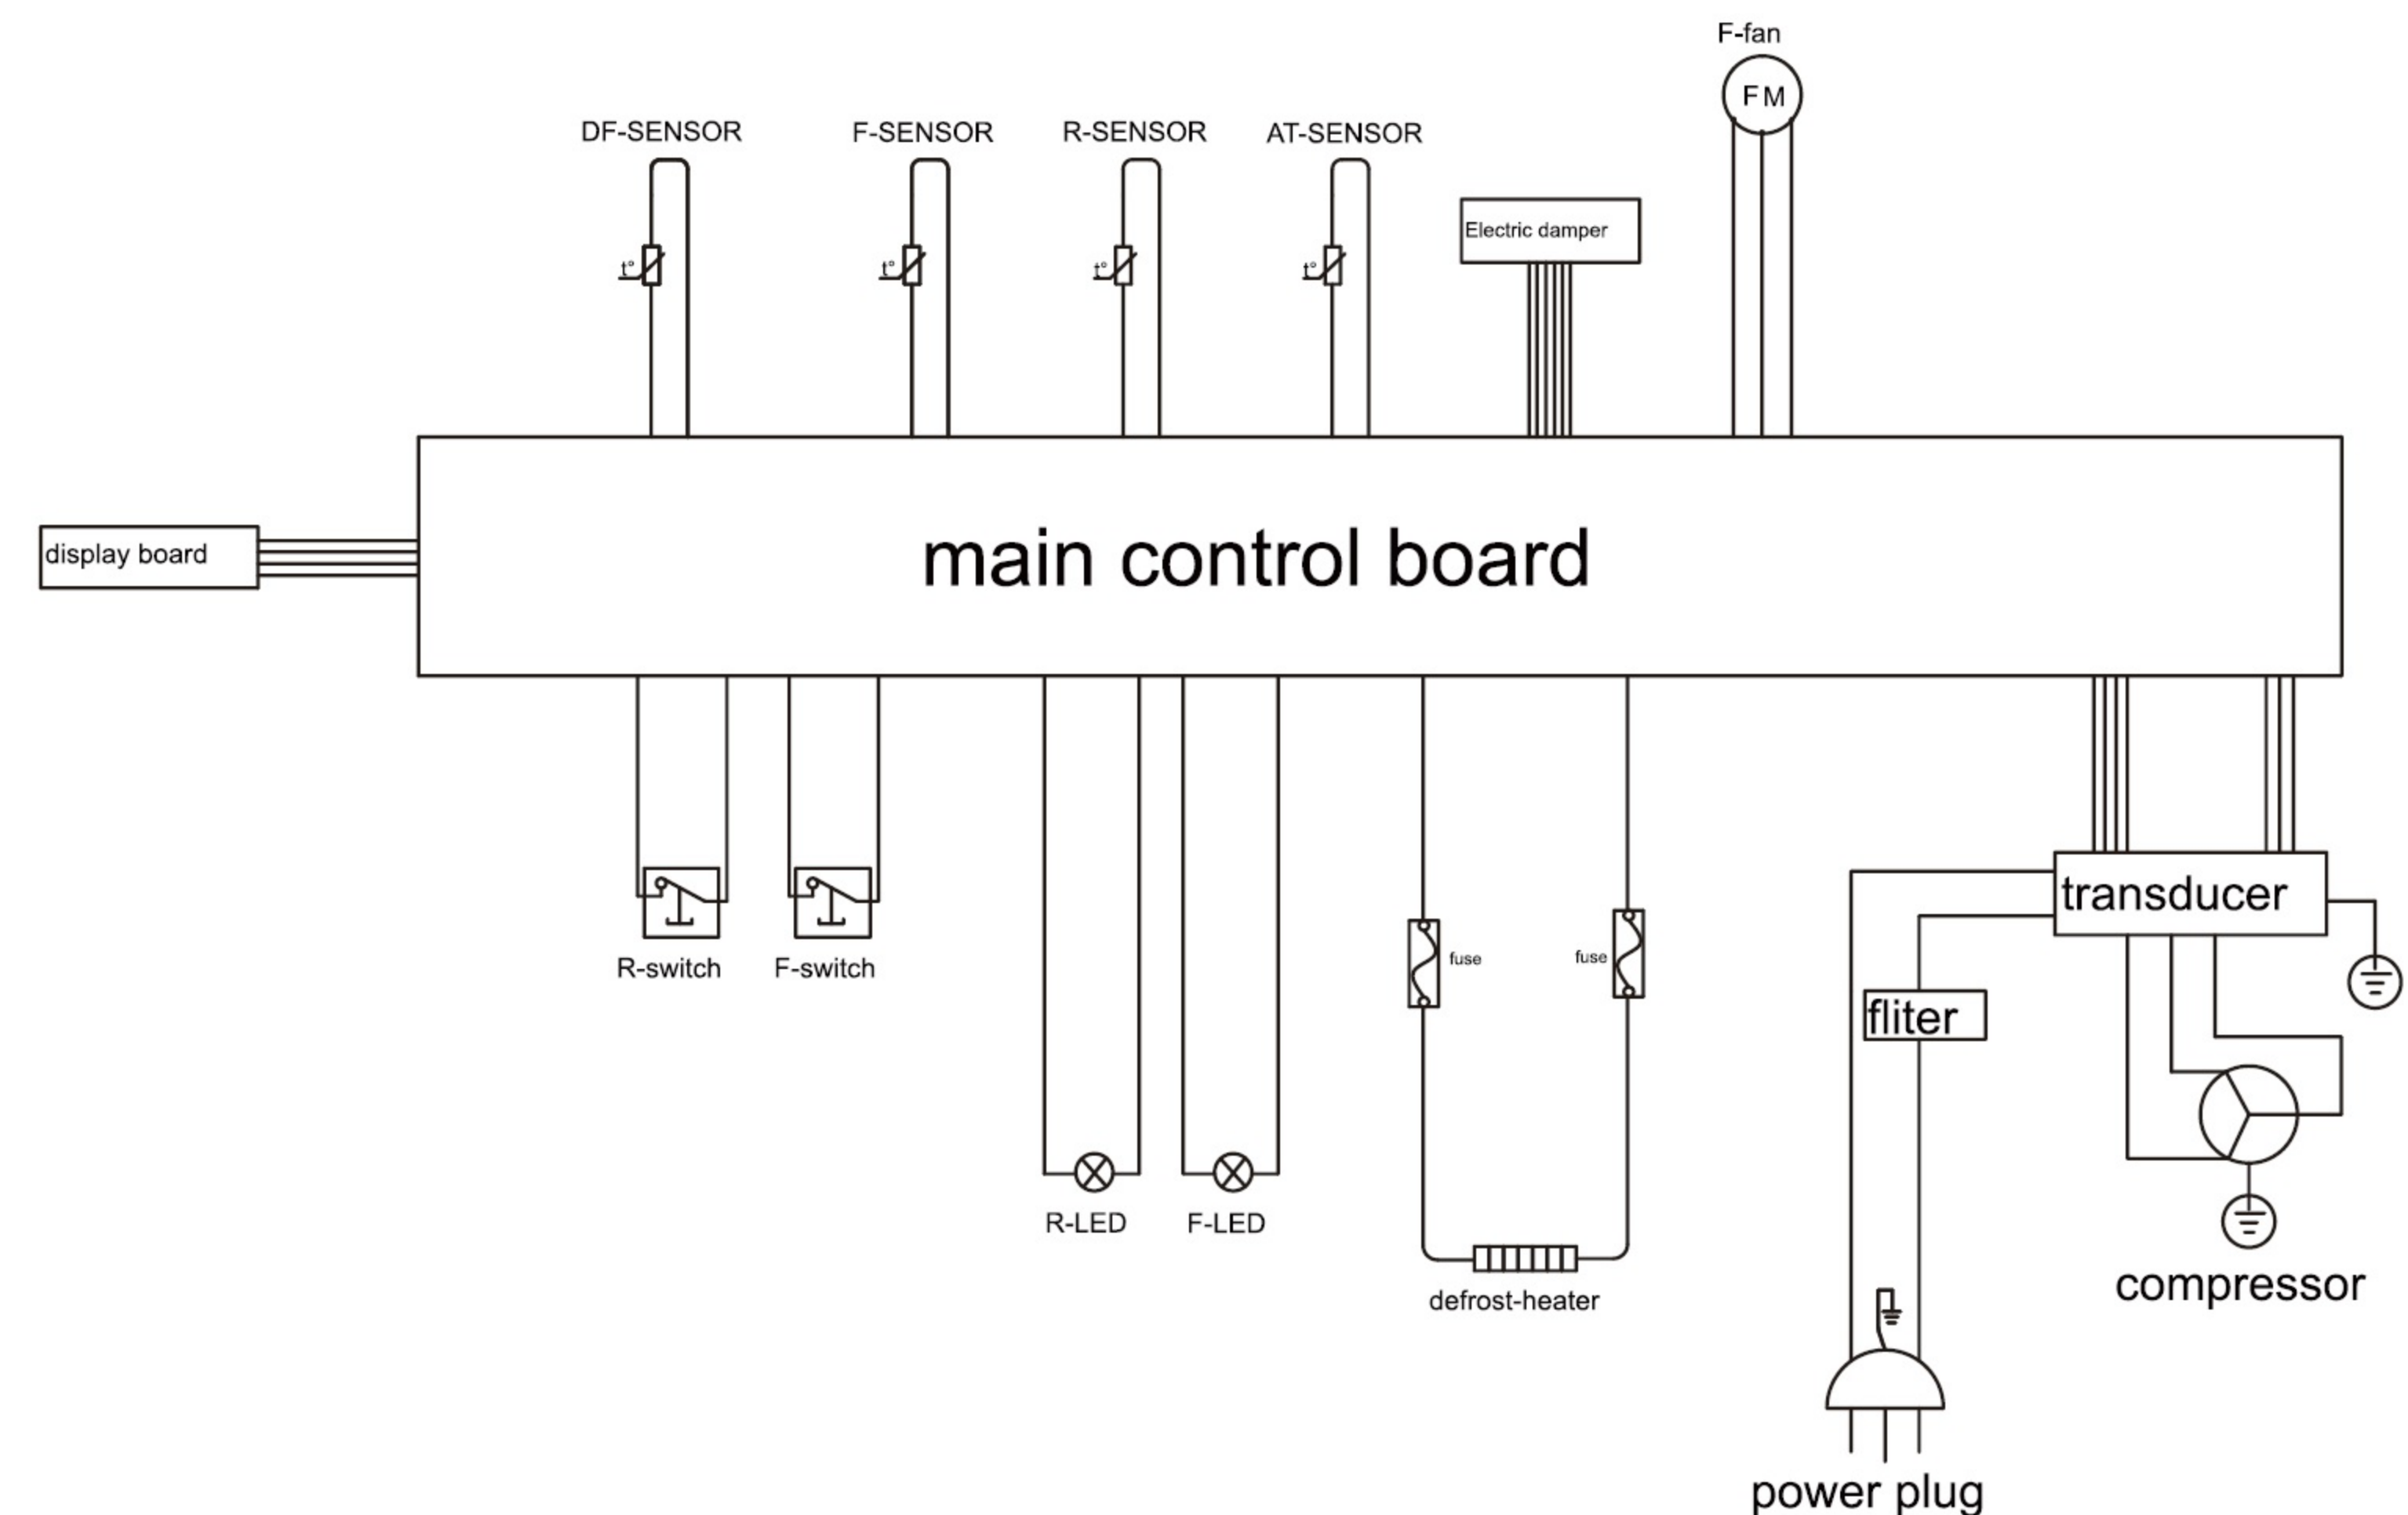 F-fan
FM
DF-SENSOR
F-SENSOR
R-SENSOR
AT-SENSOR
Electric damper
t°
t°
t°
t°
display board
main control board
transducer
R-switch
F-switch
fuse
fuse
fliter
R-LED
F-LED
defrost-heater
compressor
power plug